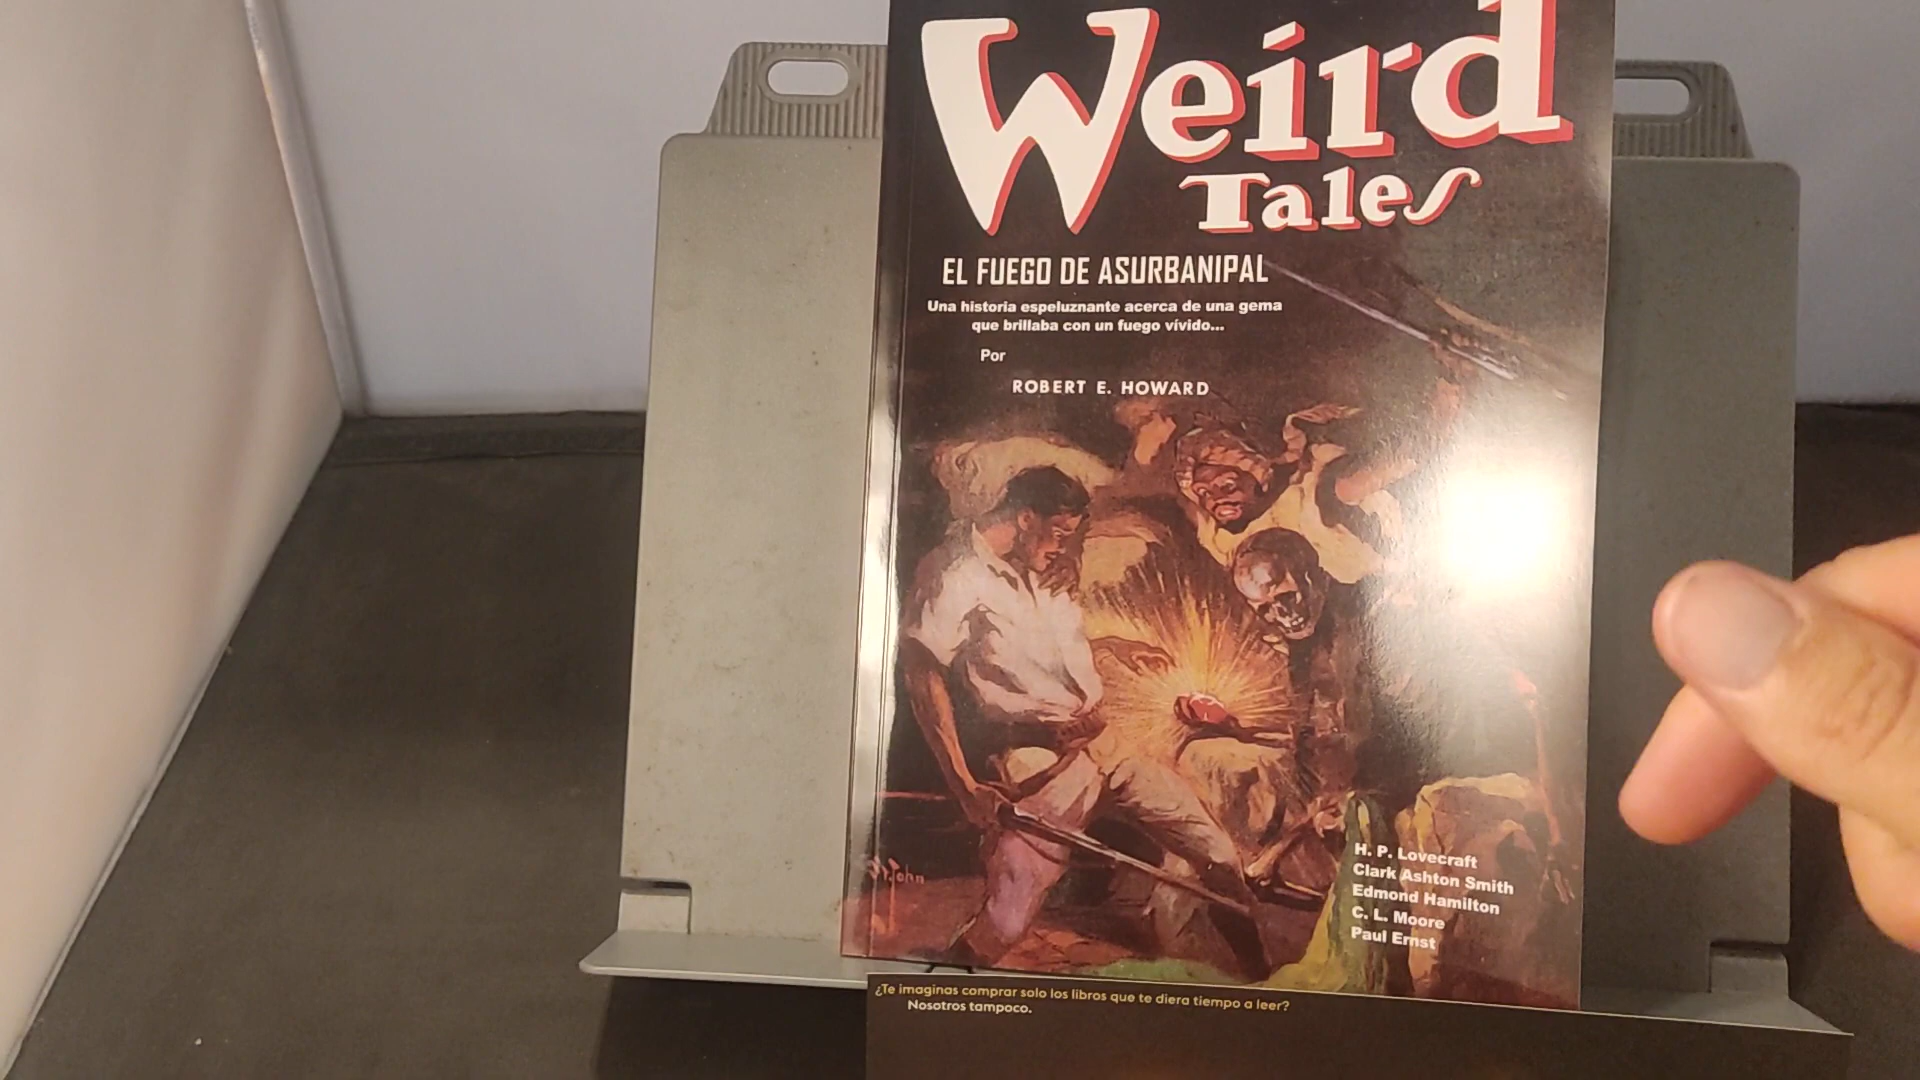 Weird
Tales
EL FUEGO DE ASURBANIPAL
Una historia espeluznante acerca de una gema
que brillaba con un fuego vívido...
Por
ROBERT E. HOWARD
H. P. Lovecraft
Clark Ashton Smith
Edmond Hamilton
C. L. Moore
Paul Ernst
¿Te imaginas comprar solo los libros que te diera tiempo a leer?
Nosotros tampoco.